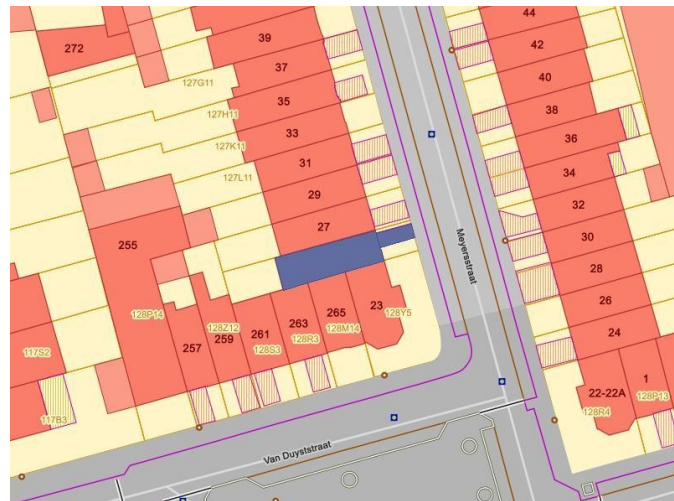 44
39
42
272
37
40
127G11
35
38
127H11
33
36
127K11
31
34
127L11
29
32
27
Meyersstraat
30
255
28
26
23
265
128Y5
24
128P14
263
128Z12
261
128M14
257
259
128S3
128R3
117S2
22-22A
1
128P13
128R4
117B3
Van Duyststraat